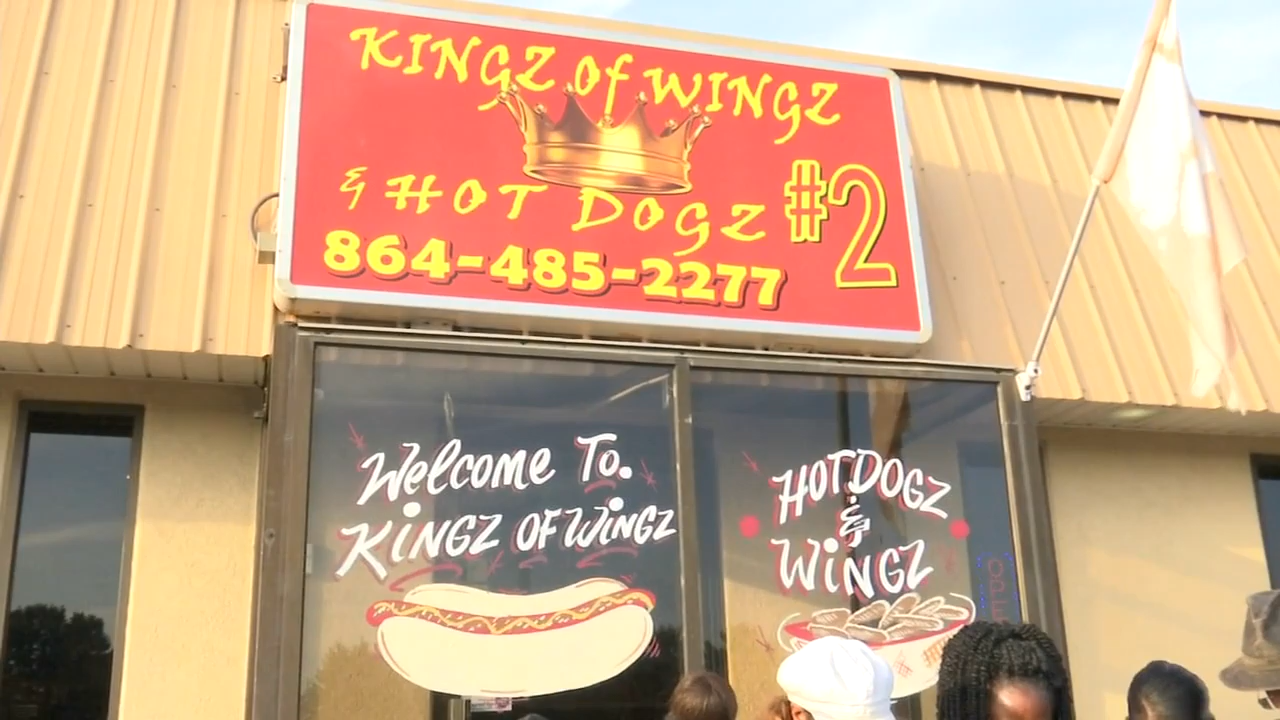 KINGZ Of WINGZ
& HOT DOGZ #2
864-485-2277
Welcome To.
KiNGZ OF WiNGZ
HOTDOGZ
&
WiNGZ